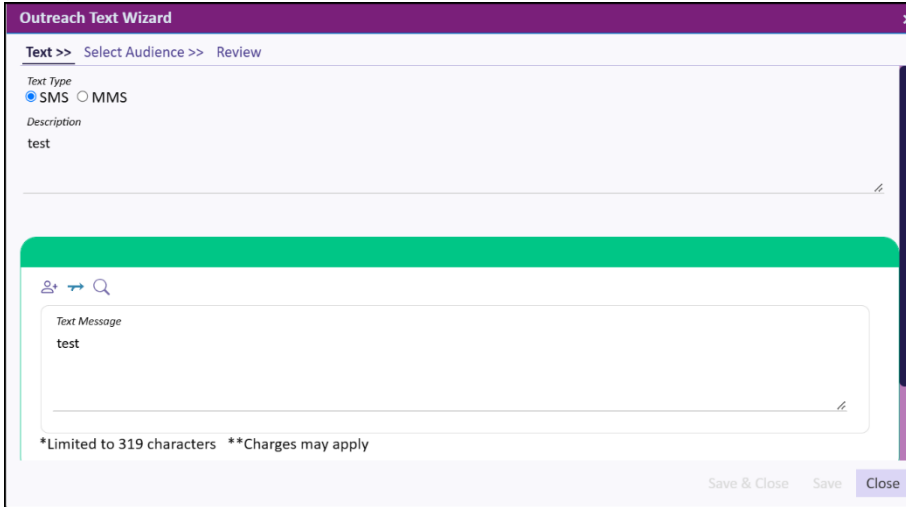 Outreach Text Wizard
Text >> Select Audience >> Review
Text Type
SMS MMS
Description
test
Text Message
test
*Limited to 319 characters **Charges may apply
Save & Close Save Close